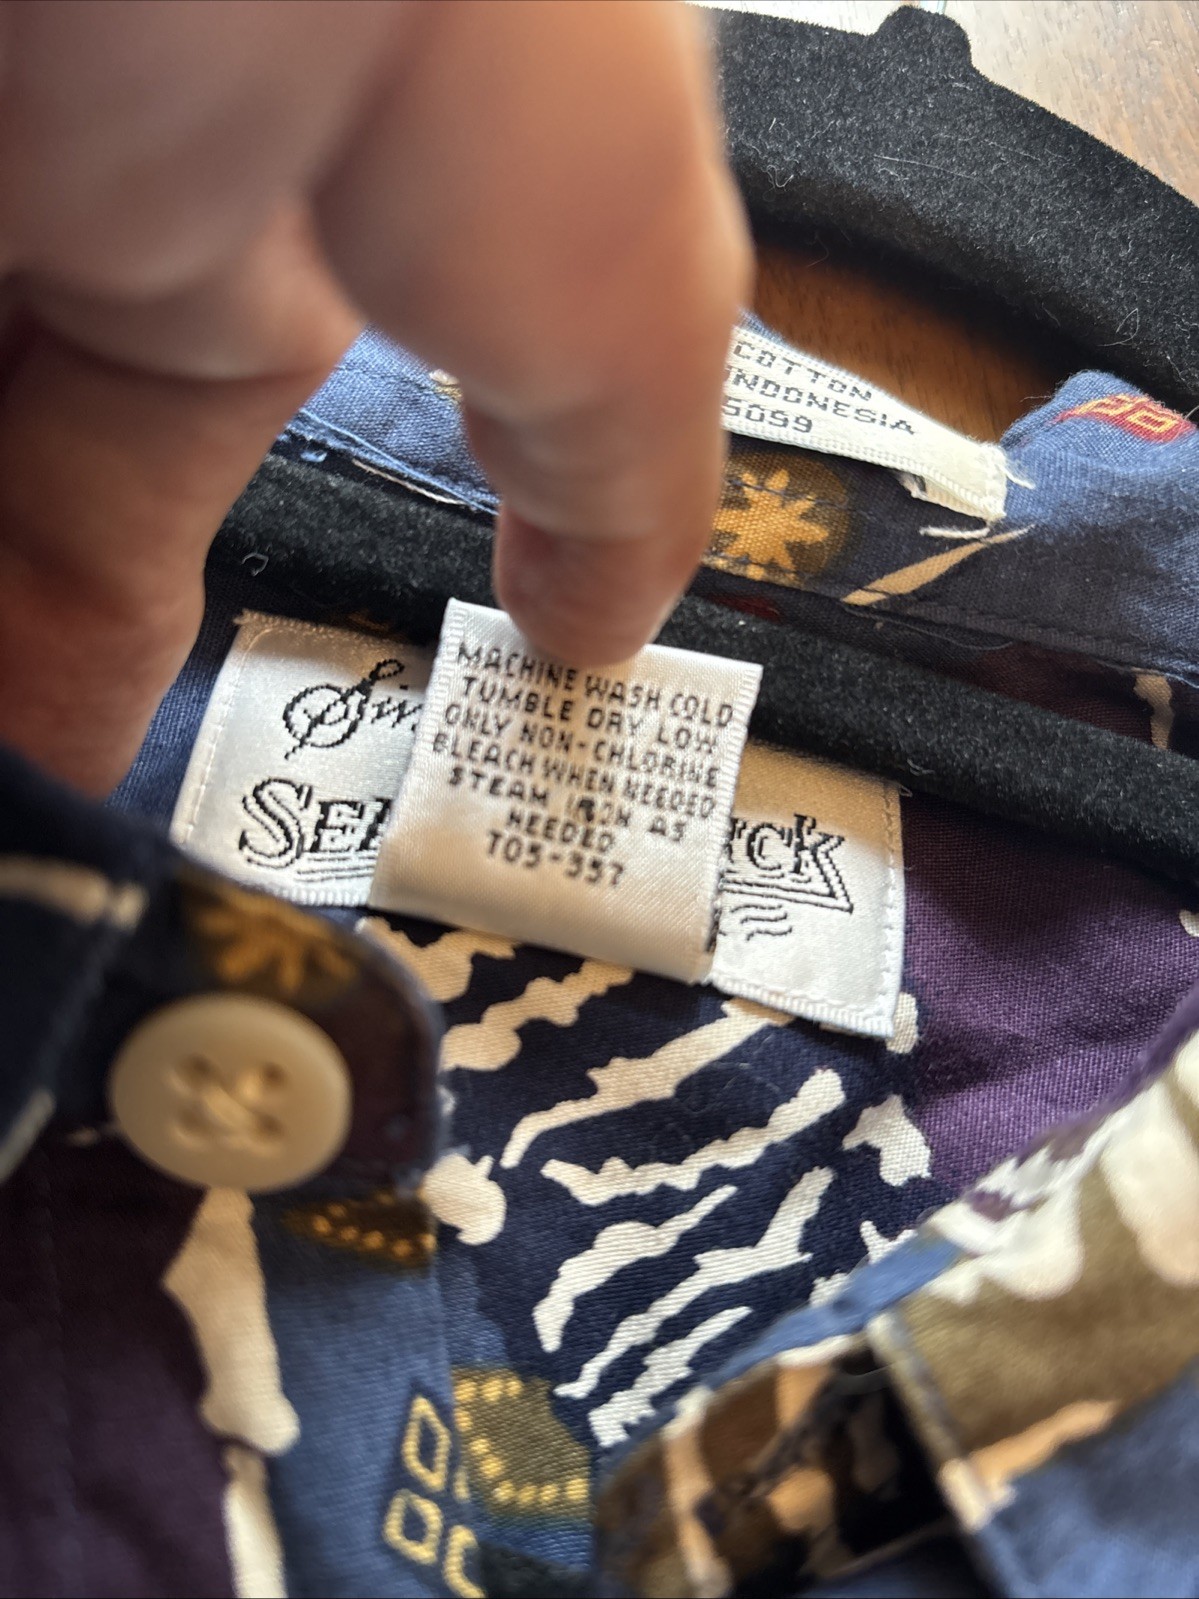 COTTON
INDONESIA
5099
MACHINE WASH COLD
TUMBLE DRY LOW
ONLY NON-CHLORINE
BLEACH WHEN NEEDED
STEAM IRON AS
NEEDED
T05-357